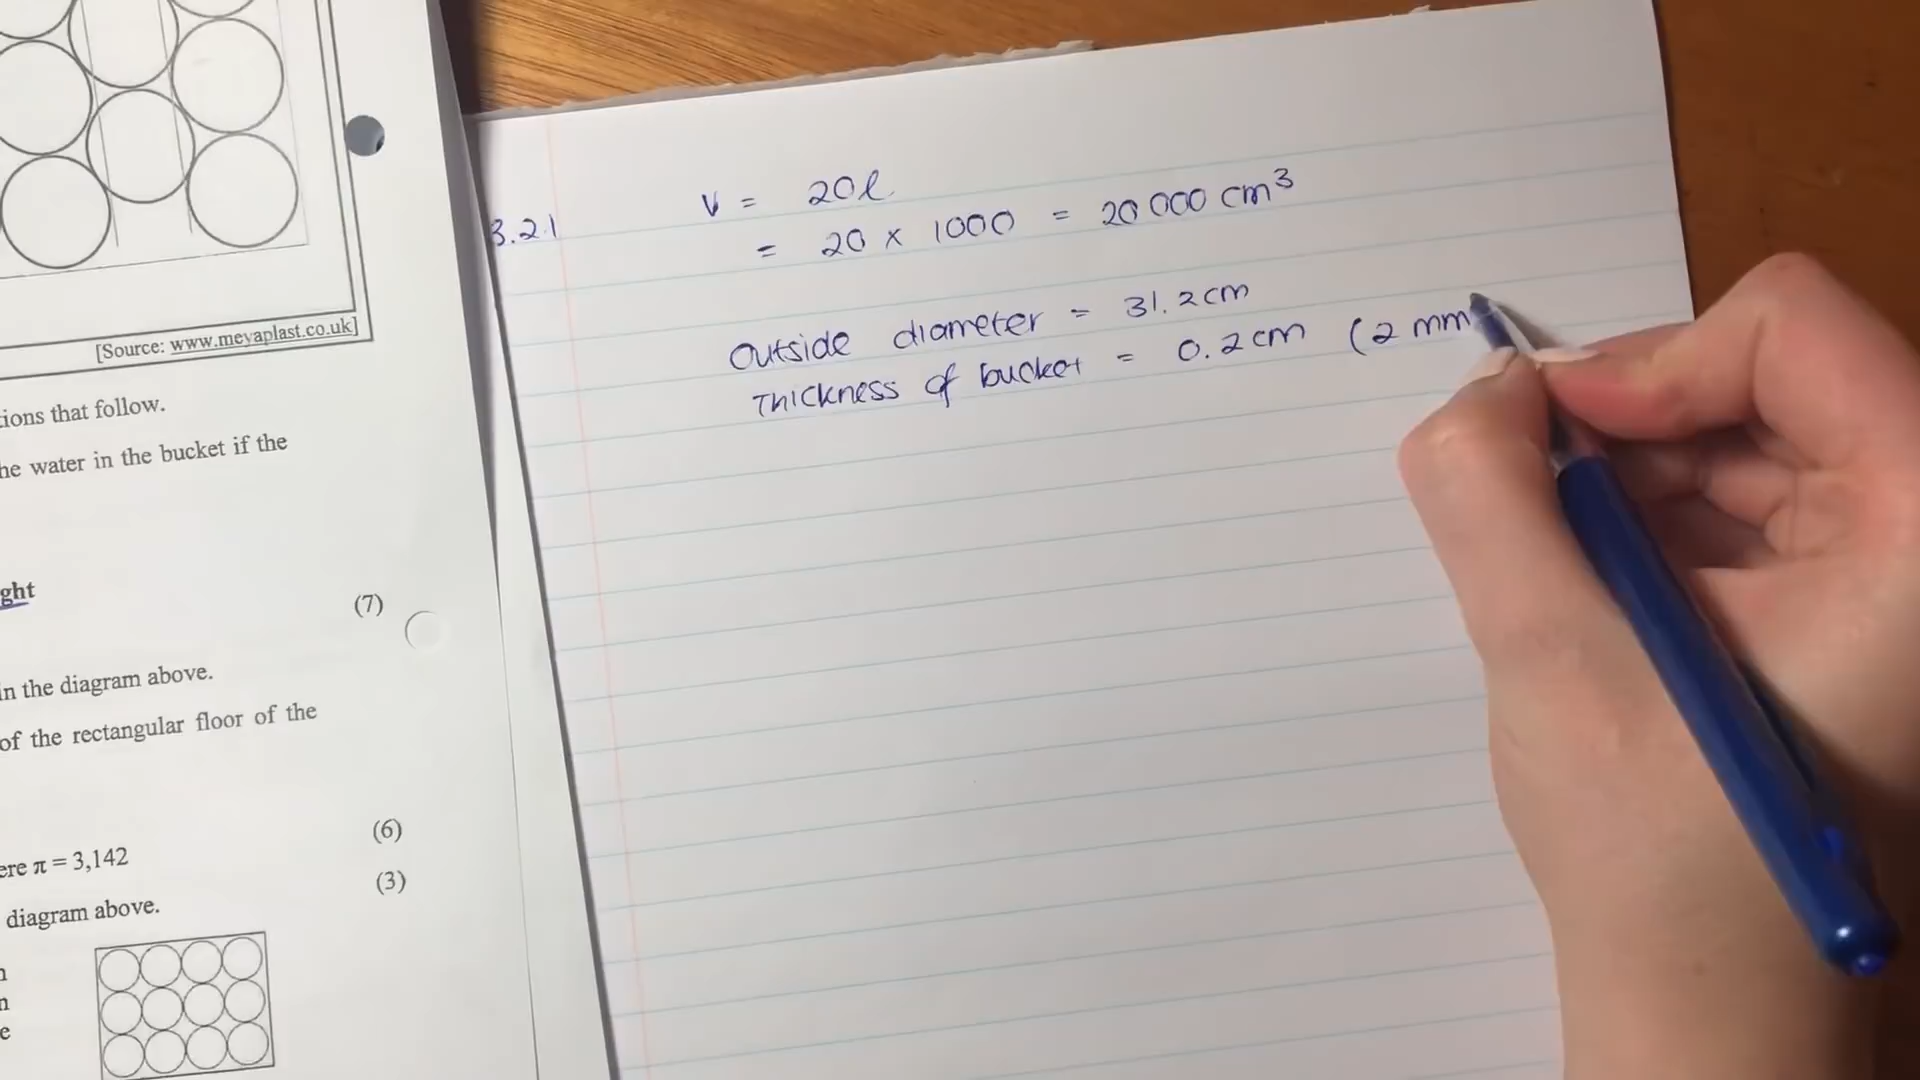 [Source: www.meyaplast.co.uk]
tions that follow.
he water in the bucket if the
ght
(7)
in the diagram above.
of the rectangular floor of the
(6)
ere π = 3,142
(3)
diagram above.
n
n
e
3.2.1
V = 20l
= 20 × 1000 = 20 000 cm³
Outside diameter = 31.2cm
Thickness of bucket = 0.2cm (2 mm